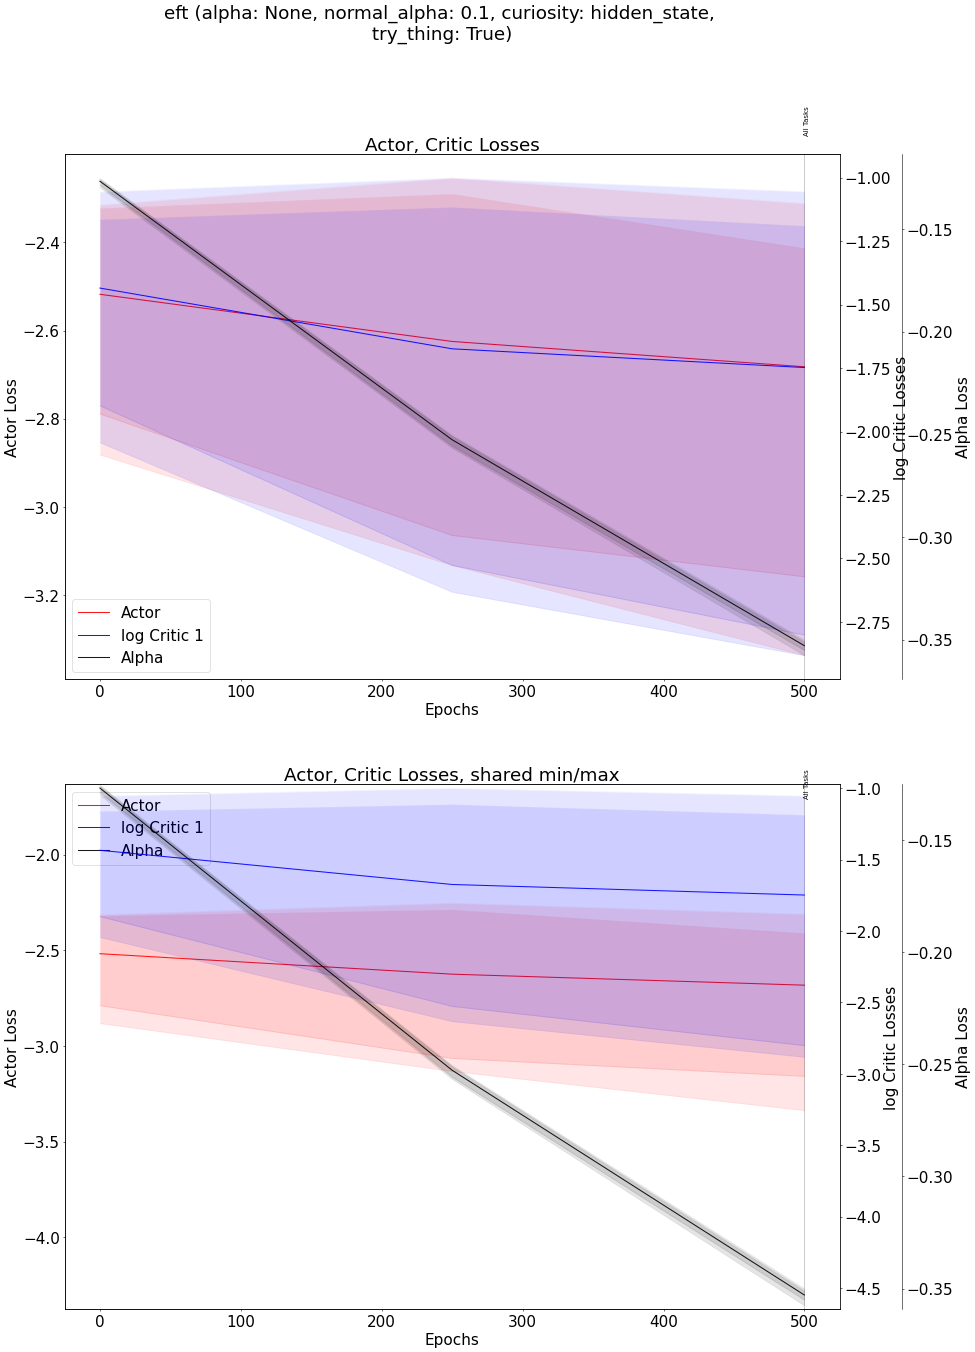 eft (alpha: None, normal_alpha: 0.1, curiosity: hidden_state,
try_thing: True)
All Tasks
Actor, Critic Losses
−2.4
−2.6
−2.8
−3.0
−3.2
Actor Loss
−1.00
−1.25
−1.50
−1.75
−2.00
−2.25
−2.50
−2.75
log Critic Losses
−0.15
−0.20
−0.25
−0.30
−0.35
Alpha Loss
Actor
log Critic 1
Alpha
0 100 200 300 400 500
Epochs
All Tasks
Actor, Critic Losses, shared min/max
Actor
log Critic 1
Alpha
−2.0
−2.5
−3.0
−3.5
−4.0
Actor Loss
−1.0
−1.5
−2.0
−2.5
−3.0
−3.5
−4.0
−4.5
log Critic Losses
−0.15
−0.20
−0.25
−0.30
−0.35
Alpha Loss
0 100 200 300 400 500
Epochs